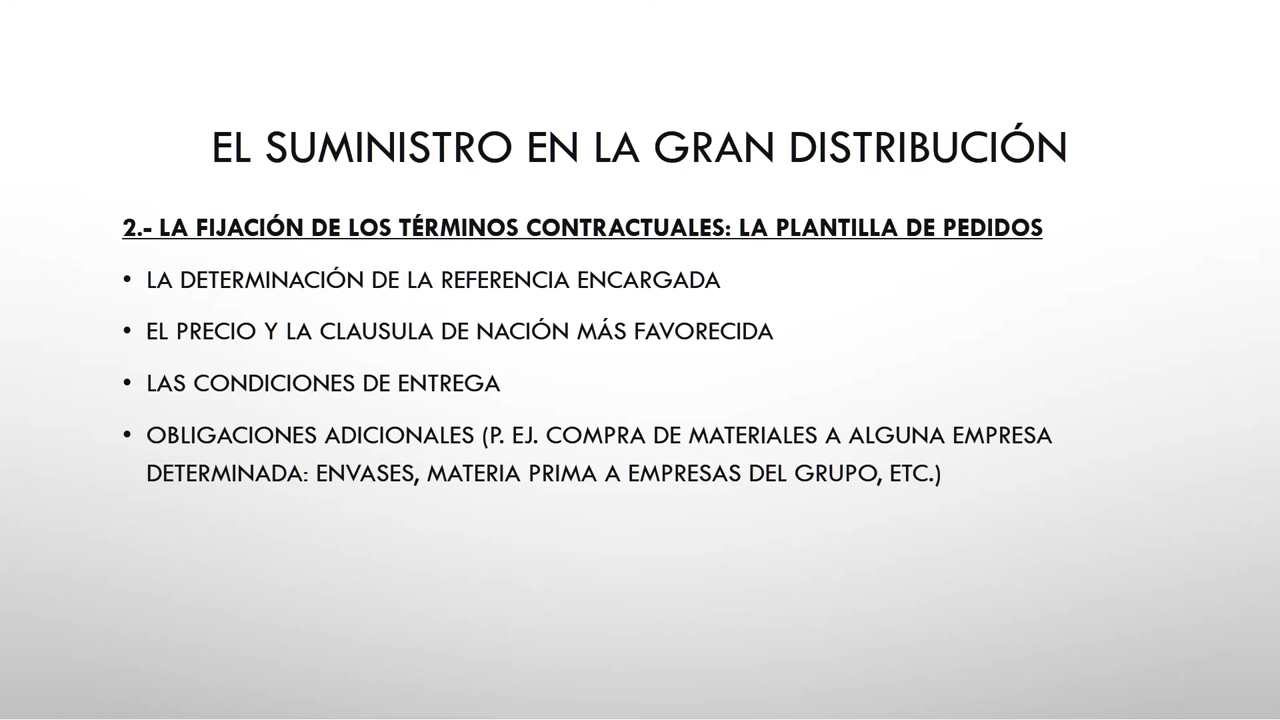 EL SUMINISTRO EN LA GRAN DISTRIBUCIÓN
2.- LA FIJACIÓN DE LOS TÉRMINOS CONTRACTUALES: LA PLANTILLA DE PEDIDOS
• LA DETERMINACIÓN DE LA REFERENCIA ENCARGADA
• EL PRECIO Y LA CLAUSULA DE NACIÓN MÁS FAVORECIDA
• LAS CONDICIONES DE ENTREGA
• OBLIGACIONES ADICIONALES (P. EJ. COMPRA DE MATERIALES A ALGUNA EMPRESA
DETERMINADA: ENVASES, MATERIA PRIMA A EMPRESAS DEL GRUPO, ETC.)